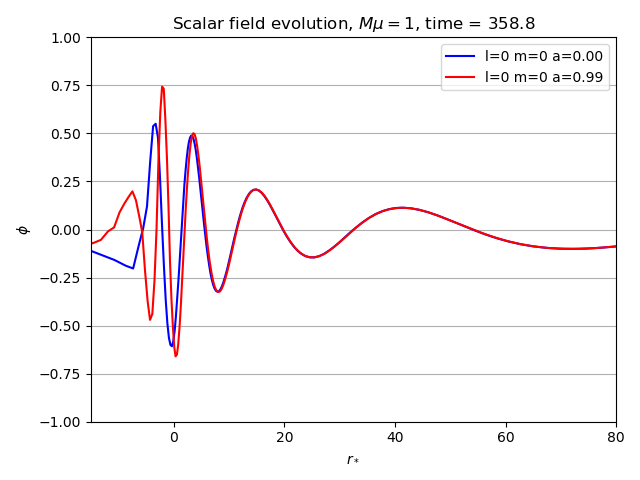 Scalar field evolution, Mμ = 1, time = 358.8
l=0 m=0 a=0.00
l=0 m=0 a=0.99
1.00
0.75
0.50
0.25
0.00
−0.25
−0.50
−0.75
−1.00
ϕ
0
20
40
60
80
r*